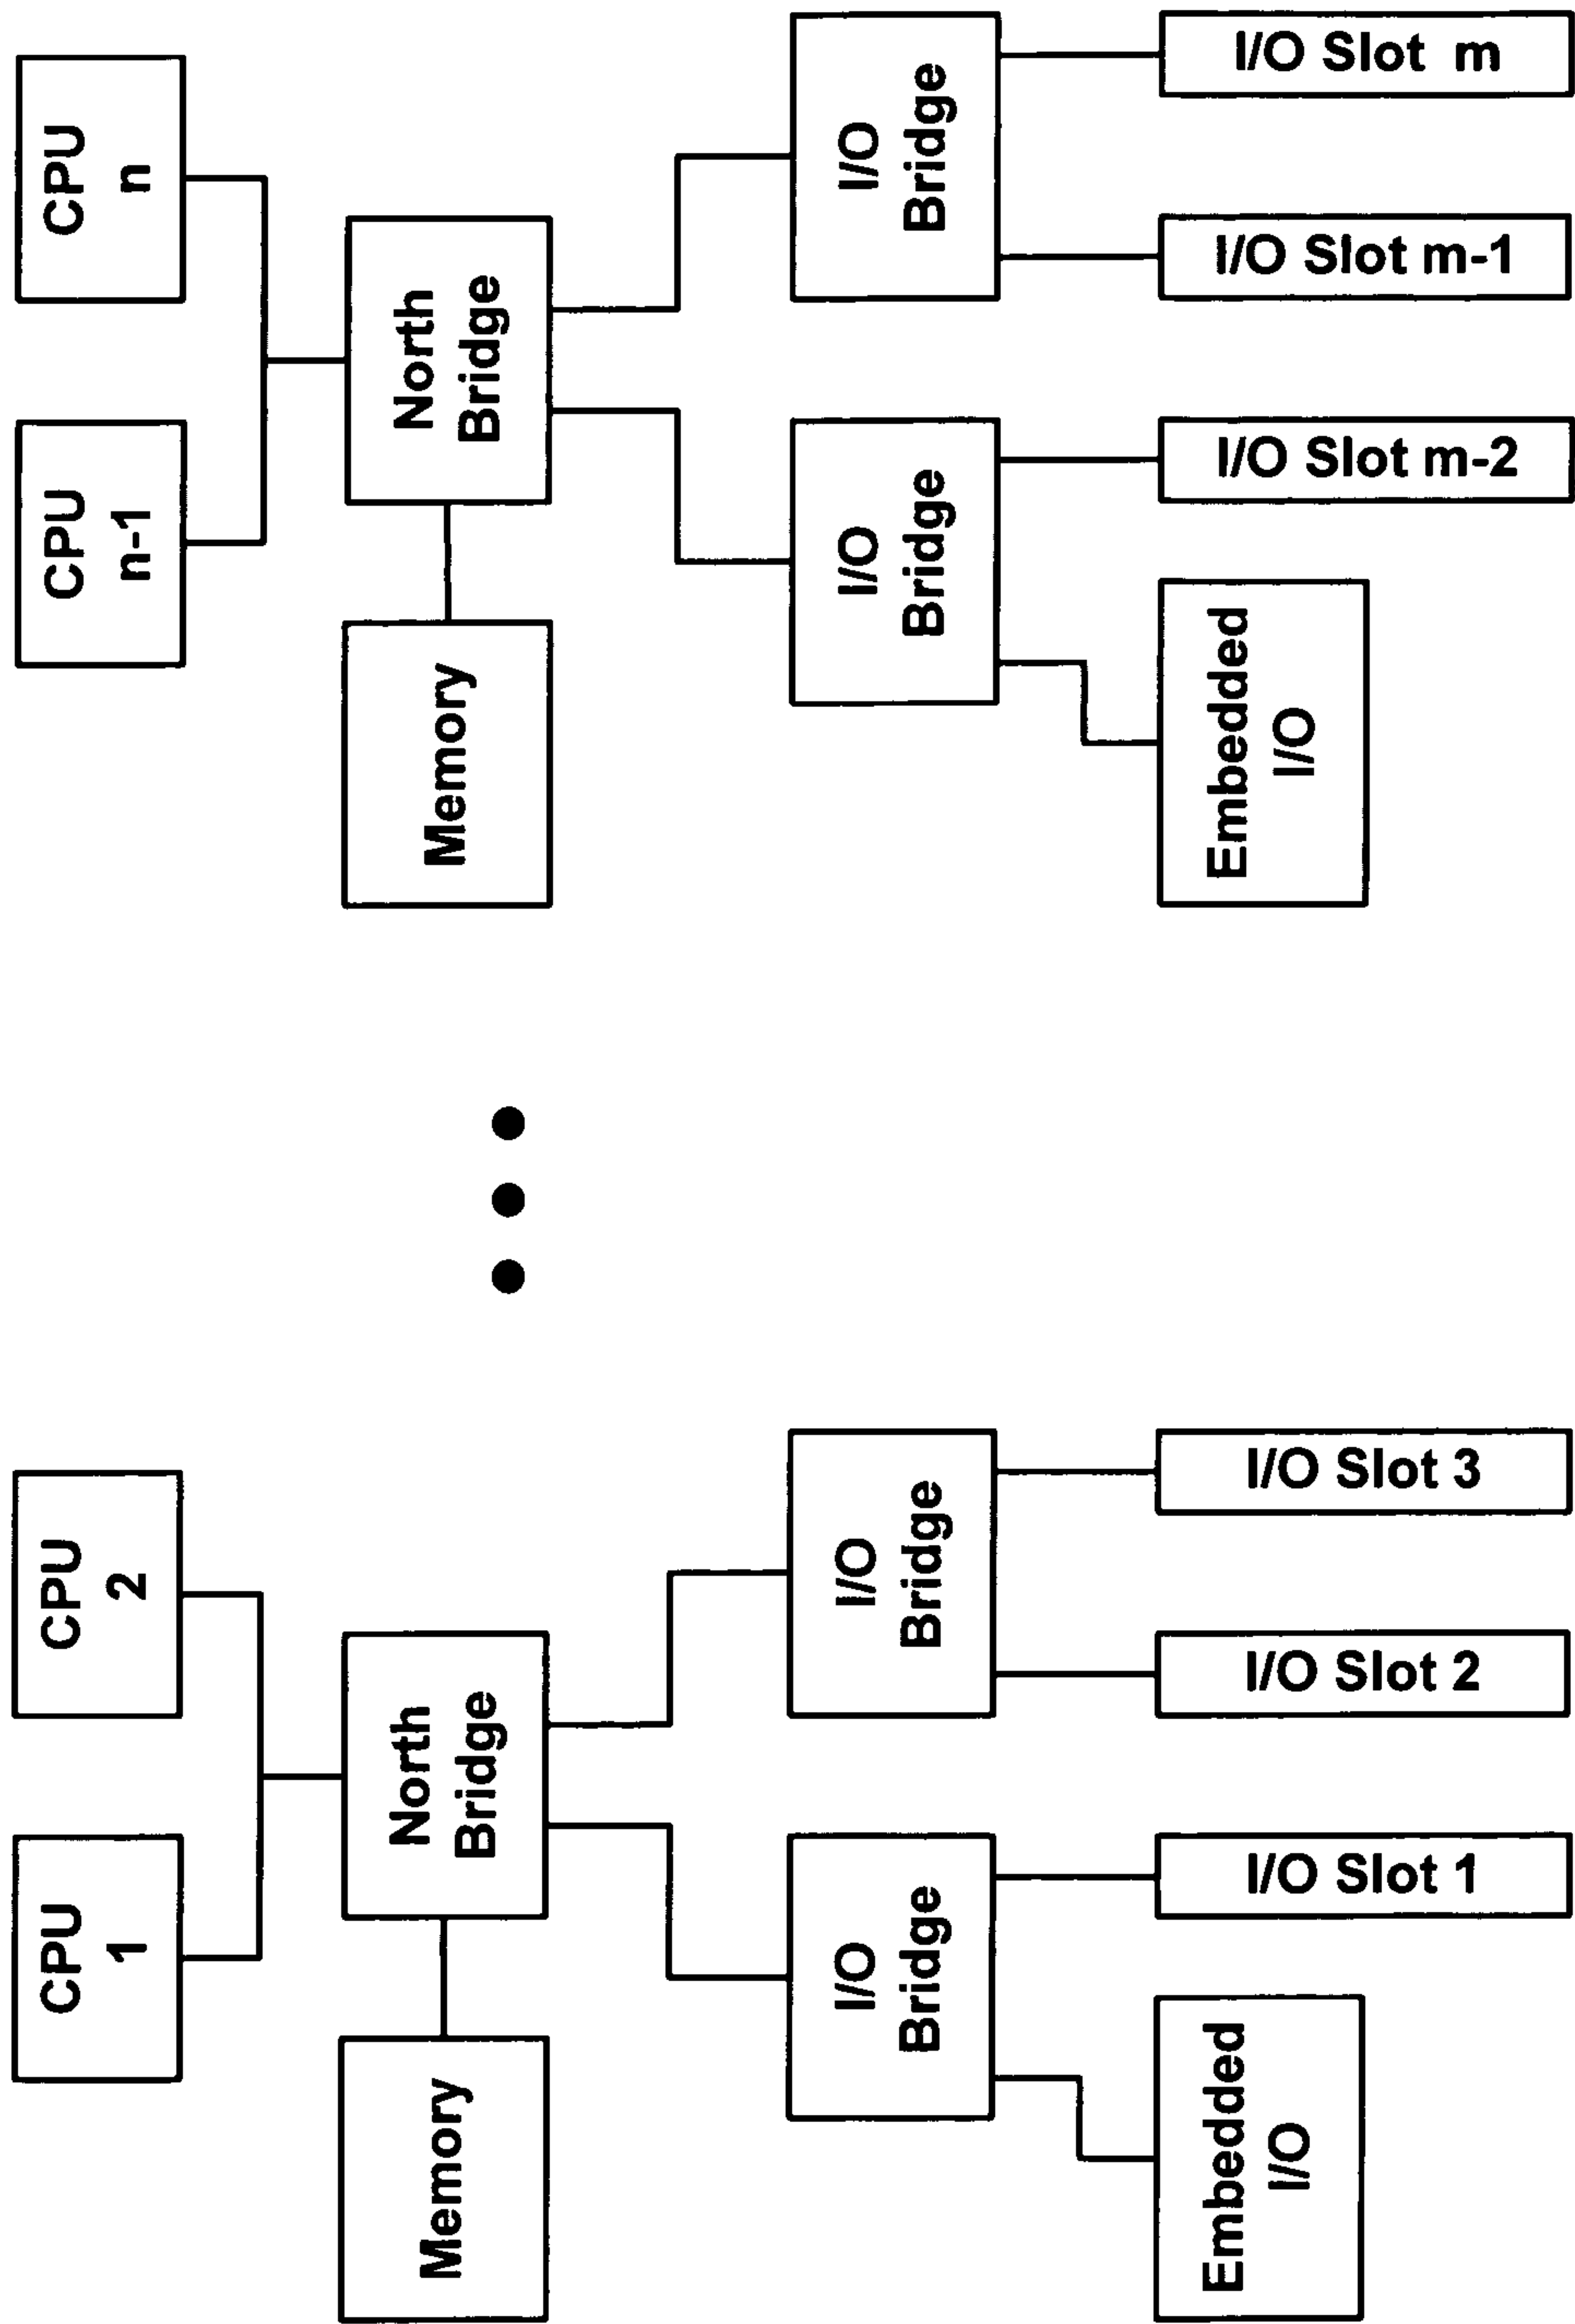 CPU
1
CPU
2
CPU
n-1
CPU
n
Memory
North
Bridge
Memory
North
Bridge
I/O
Bridge
I/O
Bridge
I/O
Bridge
I/O
Bridge
Embedded
I/O
I/O Slot 1
I/O Slot 2
I/O Slot 3
Embedded
I/O
I/O Slot m-2
I/O Slot m-1
I/O Slot m